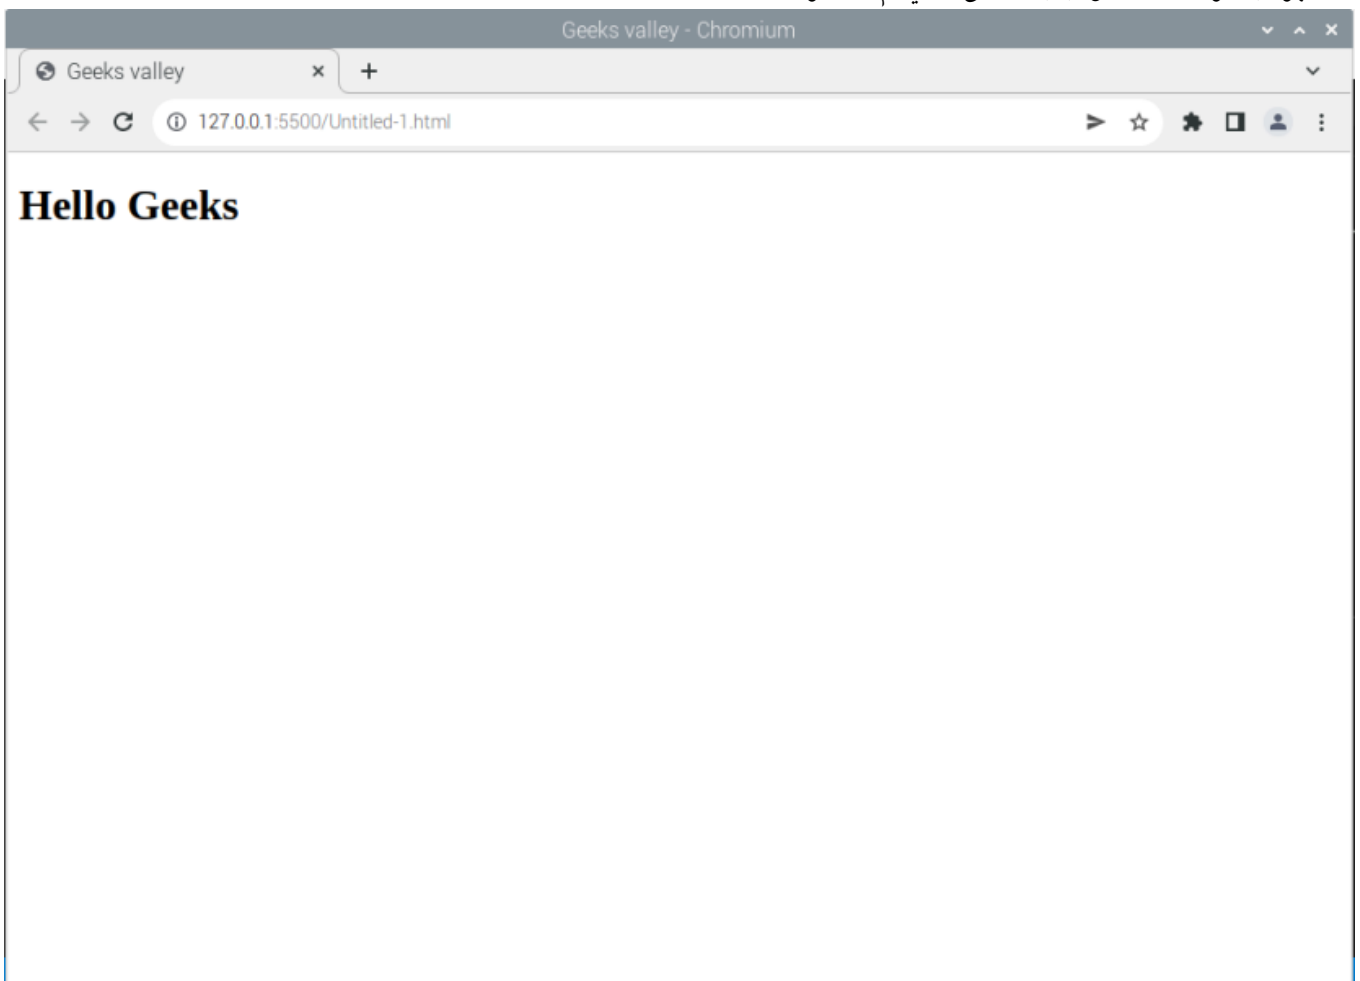 Geeks valley - Chromium
Geeks valley
127.0.0.1:5500/Untitled-1.html
Hello Geeks